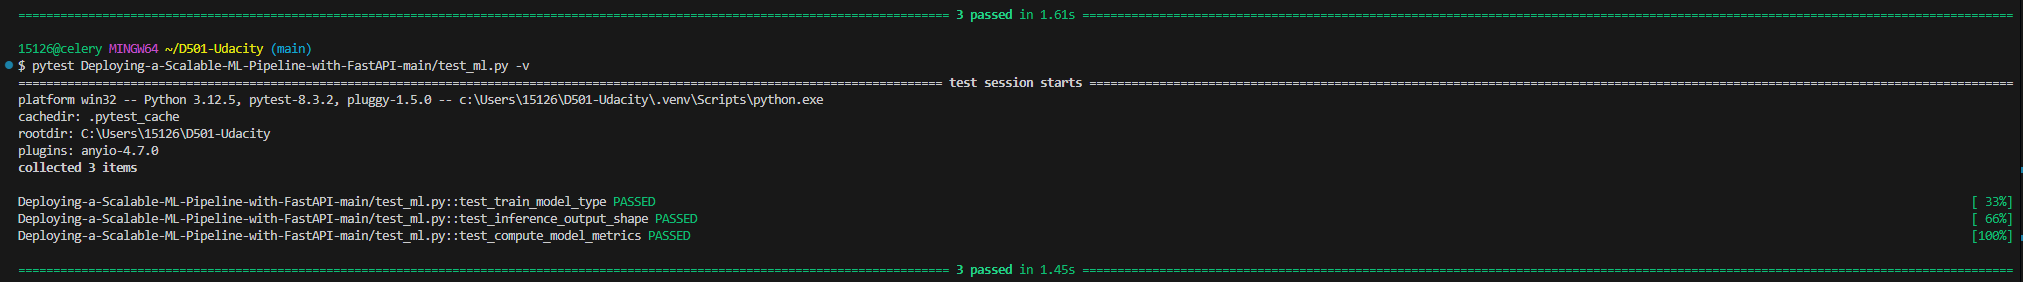 ============ 3 passed in 1.61s ============
15126@celery MINGW64 ~/D501-Udacity (main)
$ pytest Deploying-a-Scalable-ML-Pipeline-with-FastAPI-main/test_ml.py -v
============ test session starts ============
platform win32 -- Python 3.12.5, pytest-8.3.2, pluggy-1.5.0 -- c:\Users\15126\D501-Udacity\.venv\Scripts\python.exe
cachedir: .pytest_cache
rootdir: C:\Users\15126\D501-Udacity
plugins: anyio-4.7.0
collected 3 items
Deploying-a-Scalable-ML-Pipeline-with-FastAPI-main/test_ml.py::test_train_model_type PASSED [ 33%]
Deploying-a-Scalable-ML-Pipeline-with-FastAPI-main/test_ml.py::test_inference_output_shape PASSED [ 66%]
Deploying-a-Scalable-ML-Pipeline-with-FastAPI-main/test_ml.py::test_compute_model_metrics PASSED [100%]
============ 3 passed in 1.45s ============